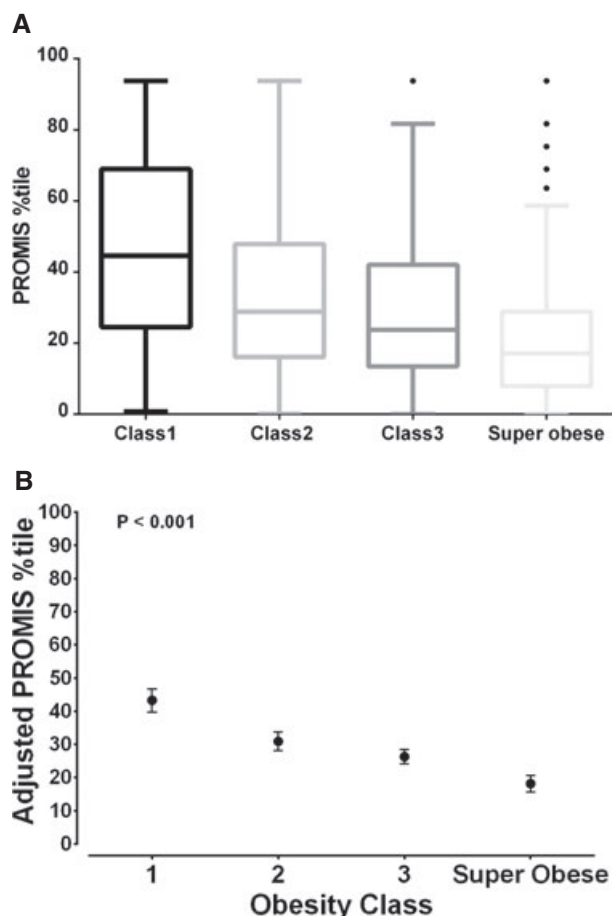 A
100
80
60
40
20
0
PROMIS %tile
Class1 Class2 Class3 Super obese
B
100
90
80
70
60
50
40
30
20
10
0
P < 0.001
Adjusted PROMIS %tile
1 2 3 Super Obese
Obesity Class